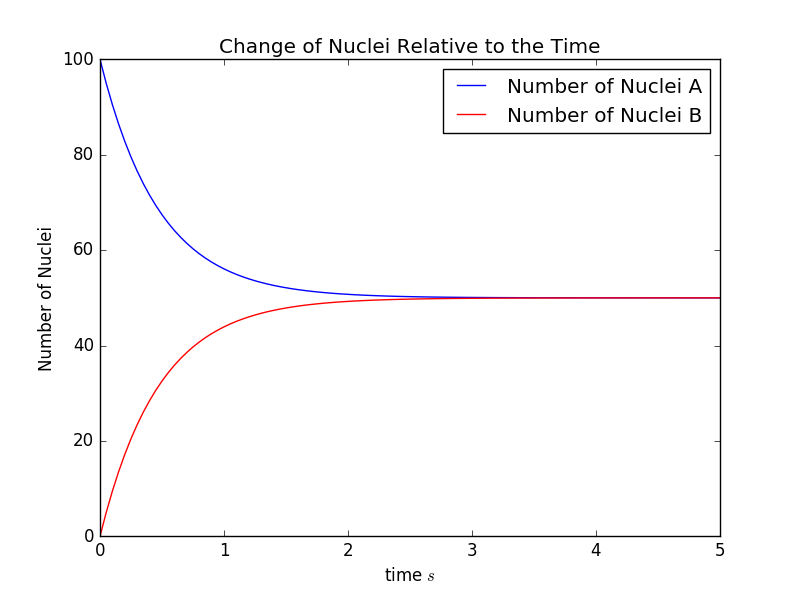 Change of Nuclei Relative to the Time
100
Number of Nuclei A
Number of Nuclei B
80
60
40
20
0
Number of Nuclei
0 1 2 3 4 5
time s